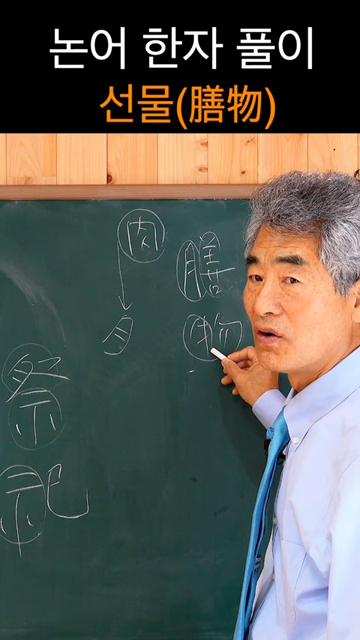 논어 한자 풀이
선물(膳物)
肉
月
膳
物
祭
祀